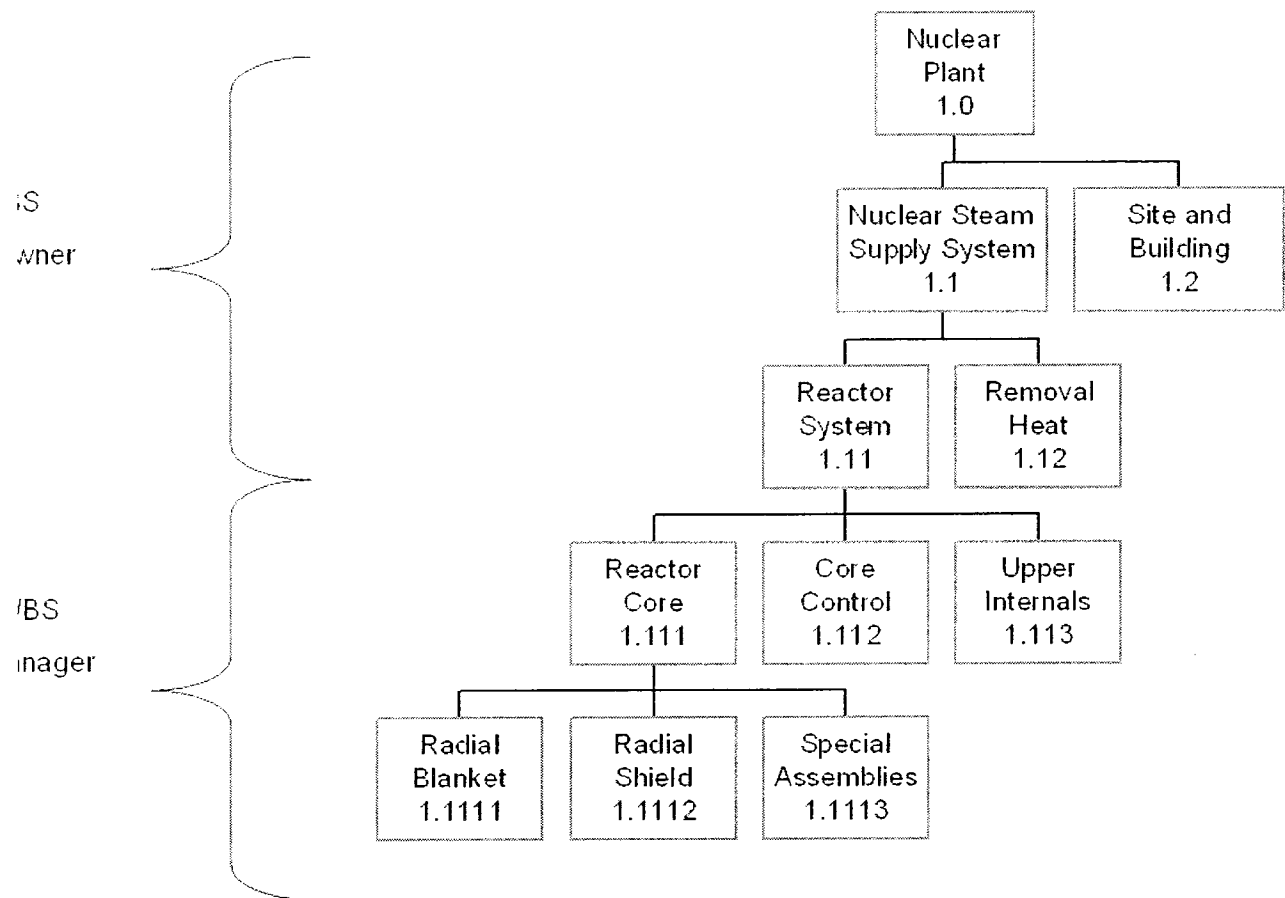 Nuclear
Plant
1.0
Nuclear Steam
Supply System
1.1
Site and
Building
1.2
Reactor
System
1.11
Removal
Heat
1.12
Reactor
Core
1.111
Core
Control
1.112
Upper
Internals
1.113
Radial
Blanket
1.1111
Radial
Shield
1.1112
Special
Assemblies
1.1113